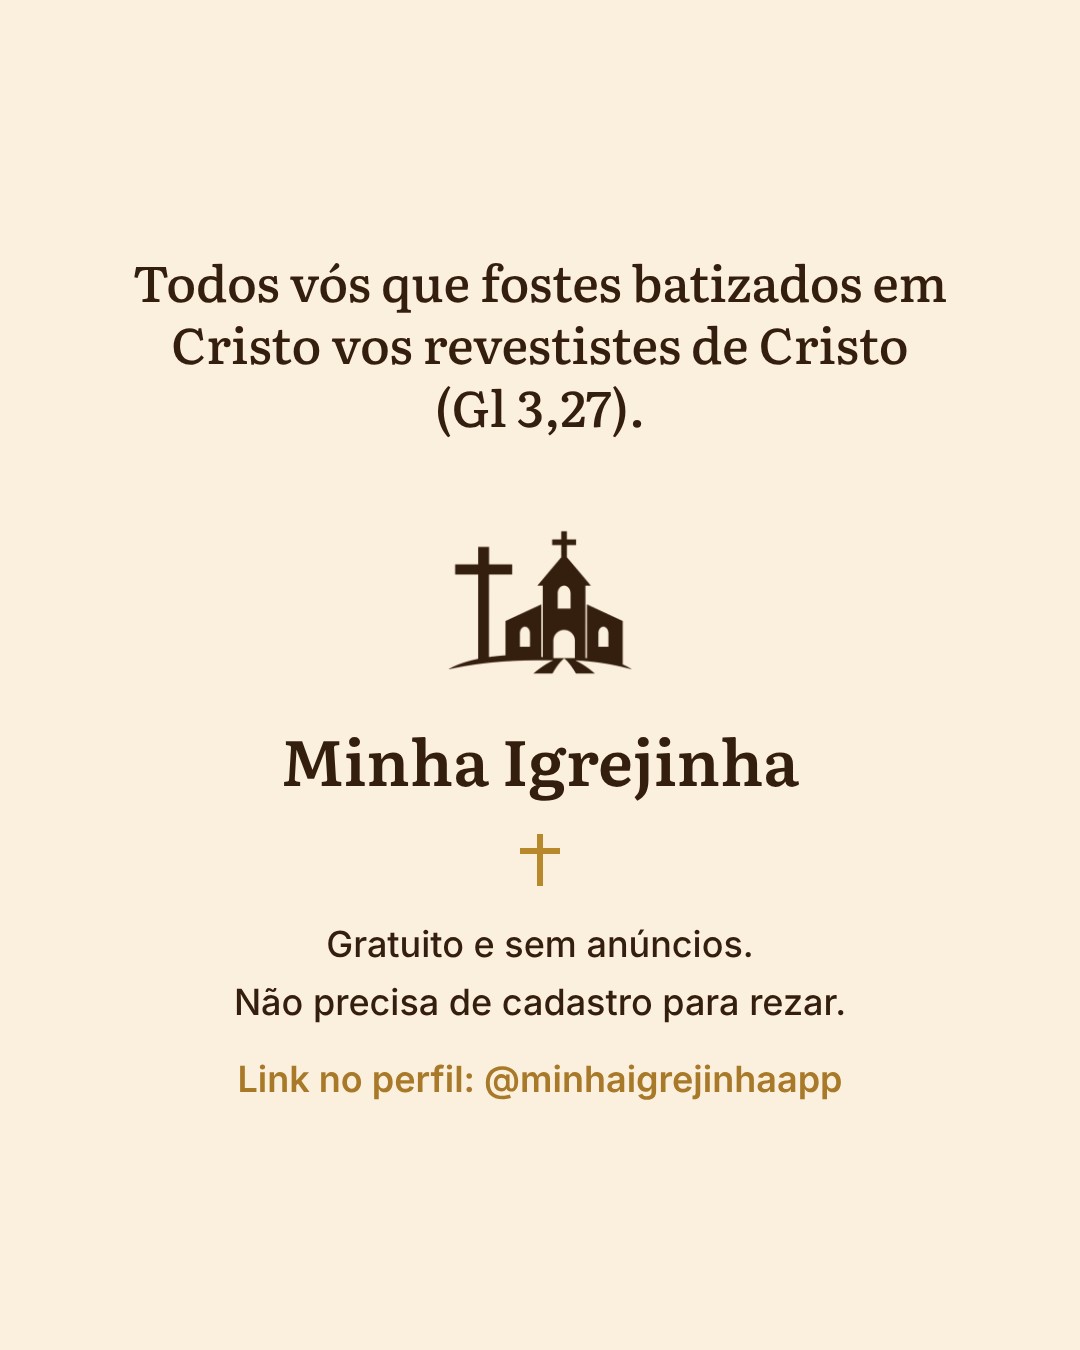 Todos vós que fostes batizados em
Cristo vos revestistes de Cristo
(Gl 3,27).
Minha Igrejinha
Gratuito e sem anúncios.
Não precisa de cadastro para rezar.
Link no perfil: @minhaigrejinhaapp